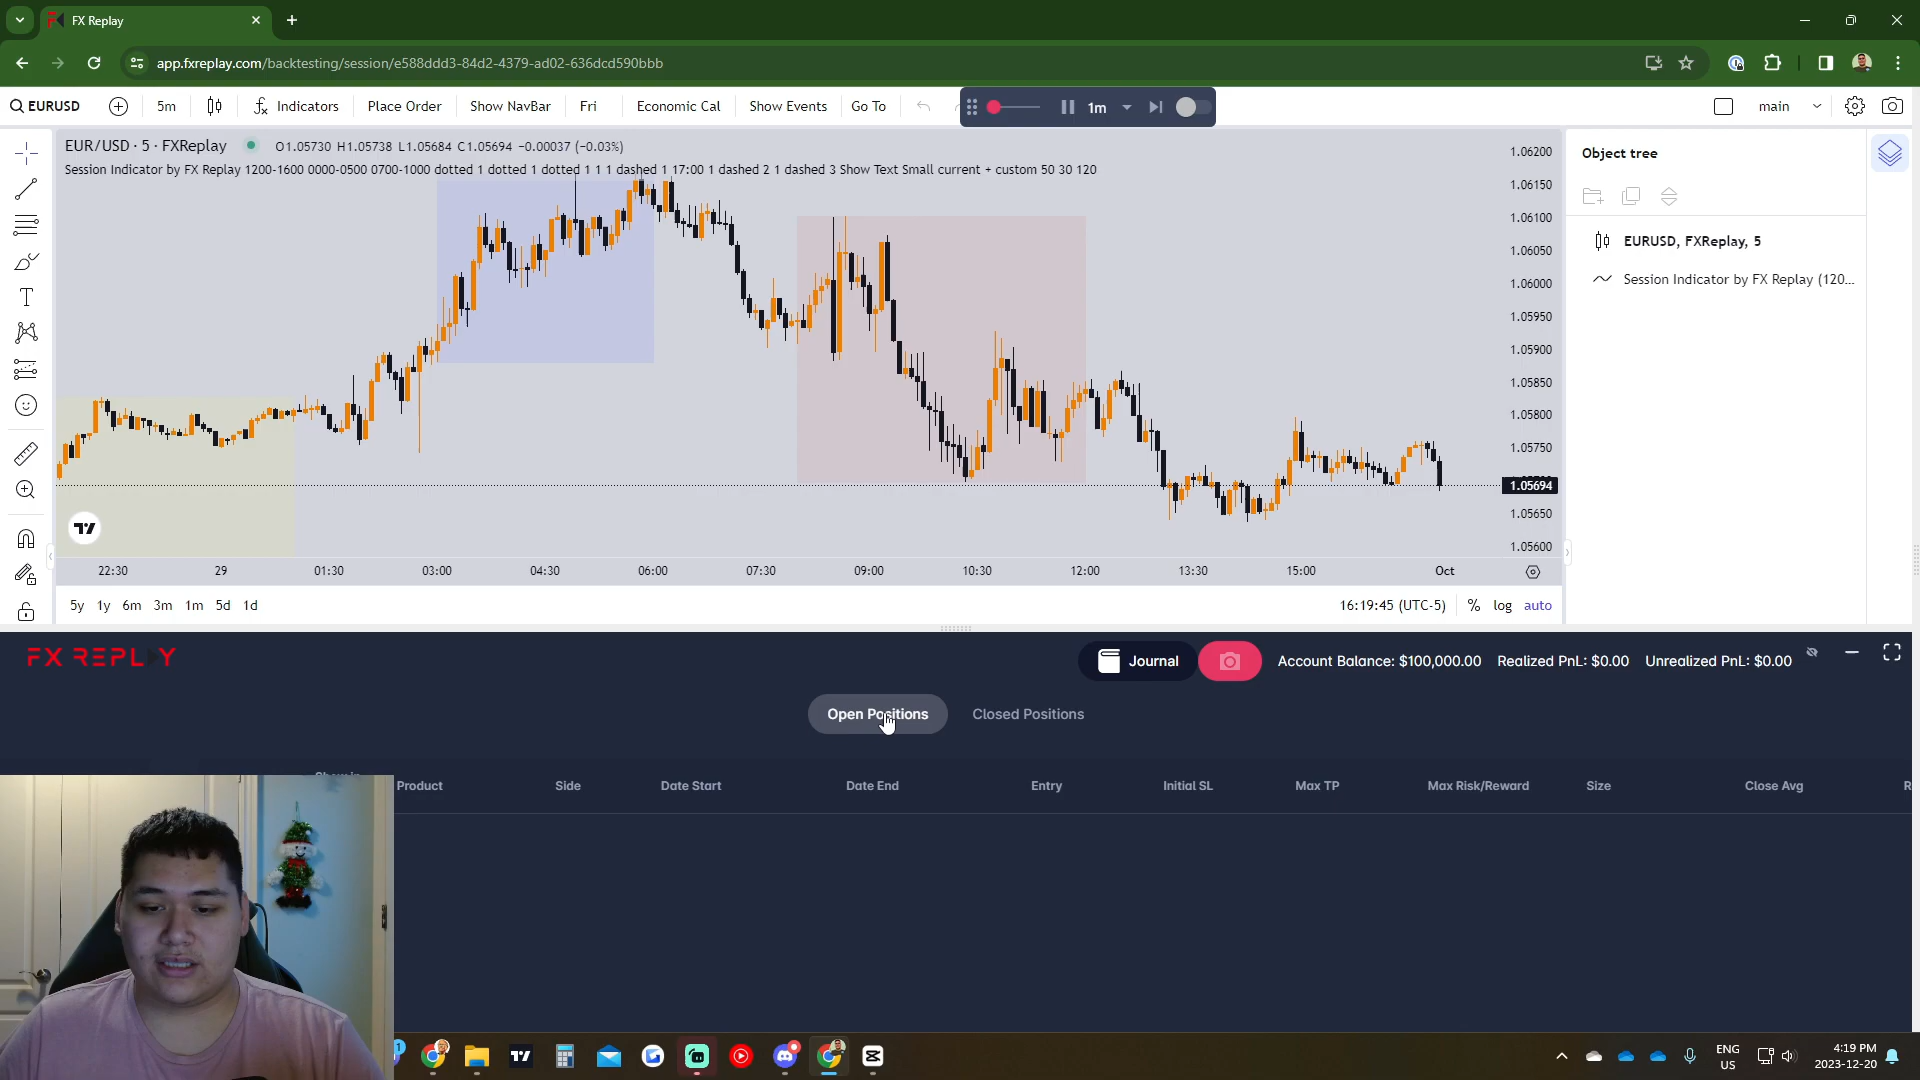 FX Replay
app.fxreplay.com/backtesting/session/e588ddd3-84d2-4379-ad02-636dcd590bbb
EURUSD 5m Indicators Place Order Show NavBar Fri Economic Cal Show Events Go To 1m main
EUR/USD · 5 · FXReplay O1.05730 H1.05738 L1.05684 C1.05694 -0.00037 (-0.03%)
Session Indicator by FX Replay 1200-1600 0000-0500 0700-1000 dotted 1 dotted 1 dotted 1 1 1 dashed 1 17:00 1 dashed 2 1 dashed 3 Show Text Small current + custom 50 30 120
1.06200
1.06150
1.06100
1.06050
1.06000
1.05950
1.05900
1.05850
1.05800
1.05750
1.05694
1.05650
1.05600
Object tree
EURUSD, FXReplay, 5
Session Indicator by FX Replay (120...
22:30 29 01:30 03:00 04:30 06:00 07:30 09:00 10:30 12:00 13:30 15:00 Oct
5y 1y 6m 3m 1m 5d 1d 16:19:45 (UTC-5) % log auto
FX REPLAY
Journal Account Balance: $100,000.00 Realized PnL: $0.00 Unrealized PnL: $0.00
Open Positions Closed Positions
Product Side Date Start Date End Entry Initial SL Max TP Max Risk/Reward Size Close Avg
1
ENG
US
4:19 PM
2023-12-20